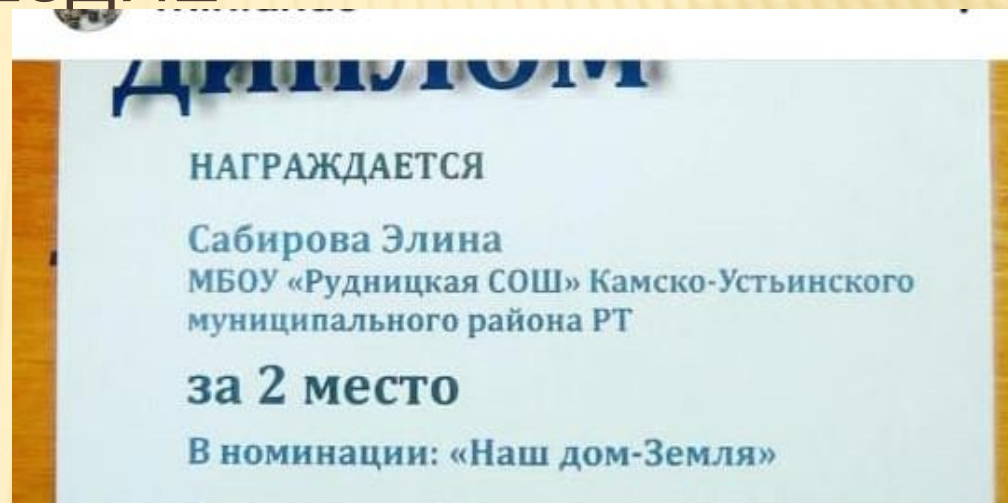 ДИПЛОМ
НАГРАЖДАЕТСЯ
Сабирова Элина
МБОУ «Рудницкая СОШ» Камско-Устьинского
муниципального района РТ
за 2 место
В номинации: «Наш дом-Земля»